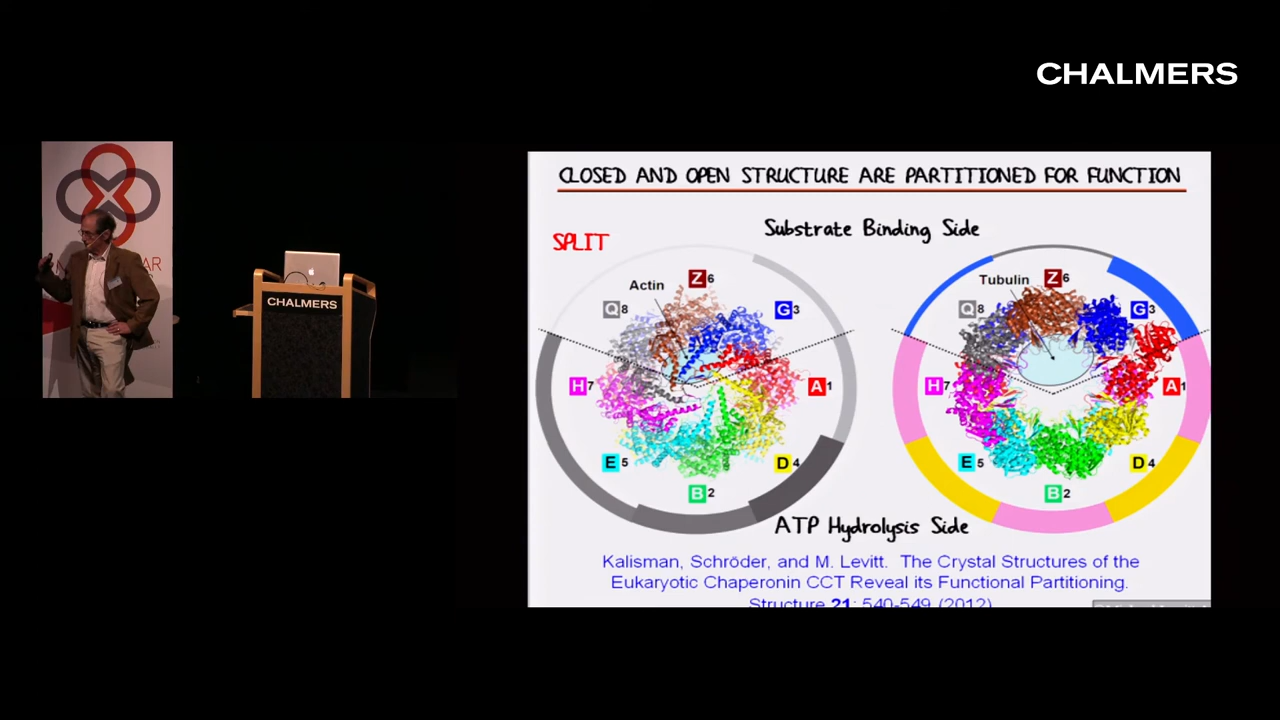 CHALMERS
CHALMERS
CLOSED AND OPEN STRUCTURE ARE PARTITIONED FOR FUNCTION
Substrate Binding Side
SPLIT
Actin
Z6
Q8
G3
H7
A1
E5
D4
B2
Tubulin
Z6
Q8
G3
H7
A1
E5
D4
B2
ATP Hydrolysis Side
Kalisman, Schröder, and M. Levitt. The Crystal Structures of the
Eukaryotic Chaperonin CCT Reveal its Functional Partitioning.
Structure 21: 540-549 (2012)